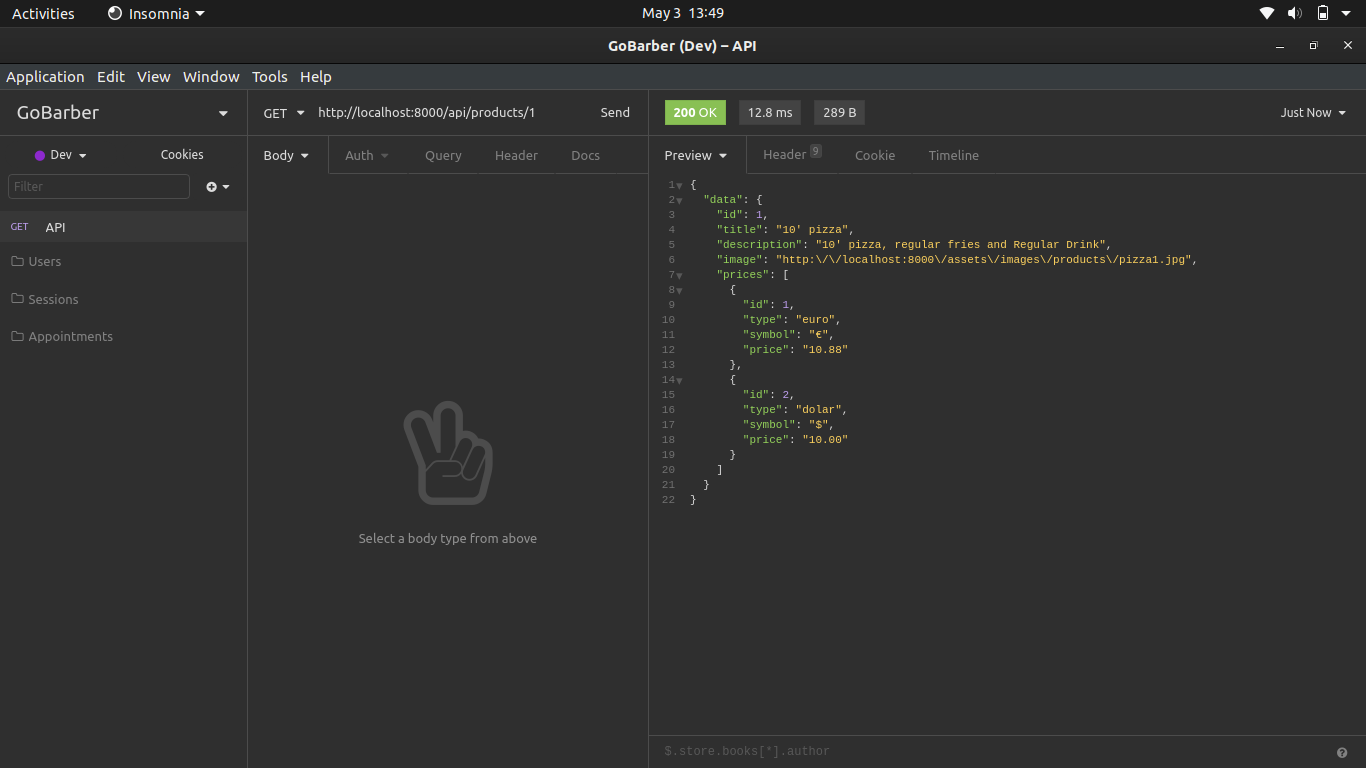 Activities Insomnia May 3 13:49
GoBarber (Dev) – API
Application Edit View Window Tools Help
GoBarber
Dev Cookies
Filter
GET API
Users
Sessions
Appointments
GET http://localhost:8000/api/products/1 Send
Body Auth Query Header Docs
Select a body type from above
200 OK 12.8 ms 289 B Just Now
Preview Header 9 Cookie Timeline
1 {
2 "data": {
3 "id": 1,
4 "title": "10' pizza",
5 "description": "10' pizza, regular fries and Regular Drink",
6 "image": "http:\/\/localhost:8000\/assets\/images\/products\/pizza1.jpg",
7 "prices": [
8 {
9 "id": 1,
10 "type": "euro",
11 "symbol": "€",
12 "price": "10.88"
13 },
14 {
15 "id": 2,
16 "type": "dolar",
17 "symbol": "$",
18 "price": "10.00"
19 }
20 ]
21 }
22 }
$.store.books[*].author